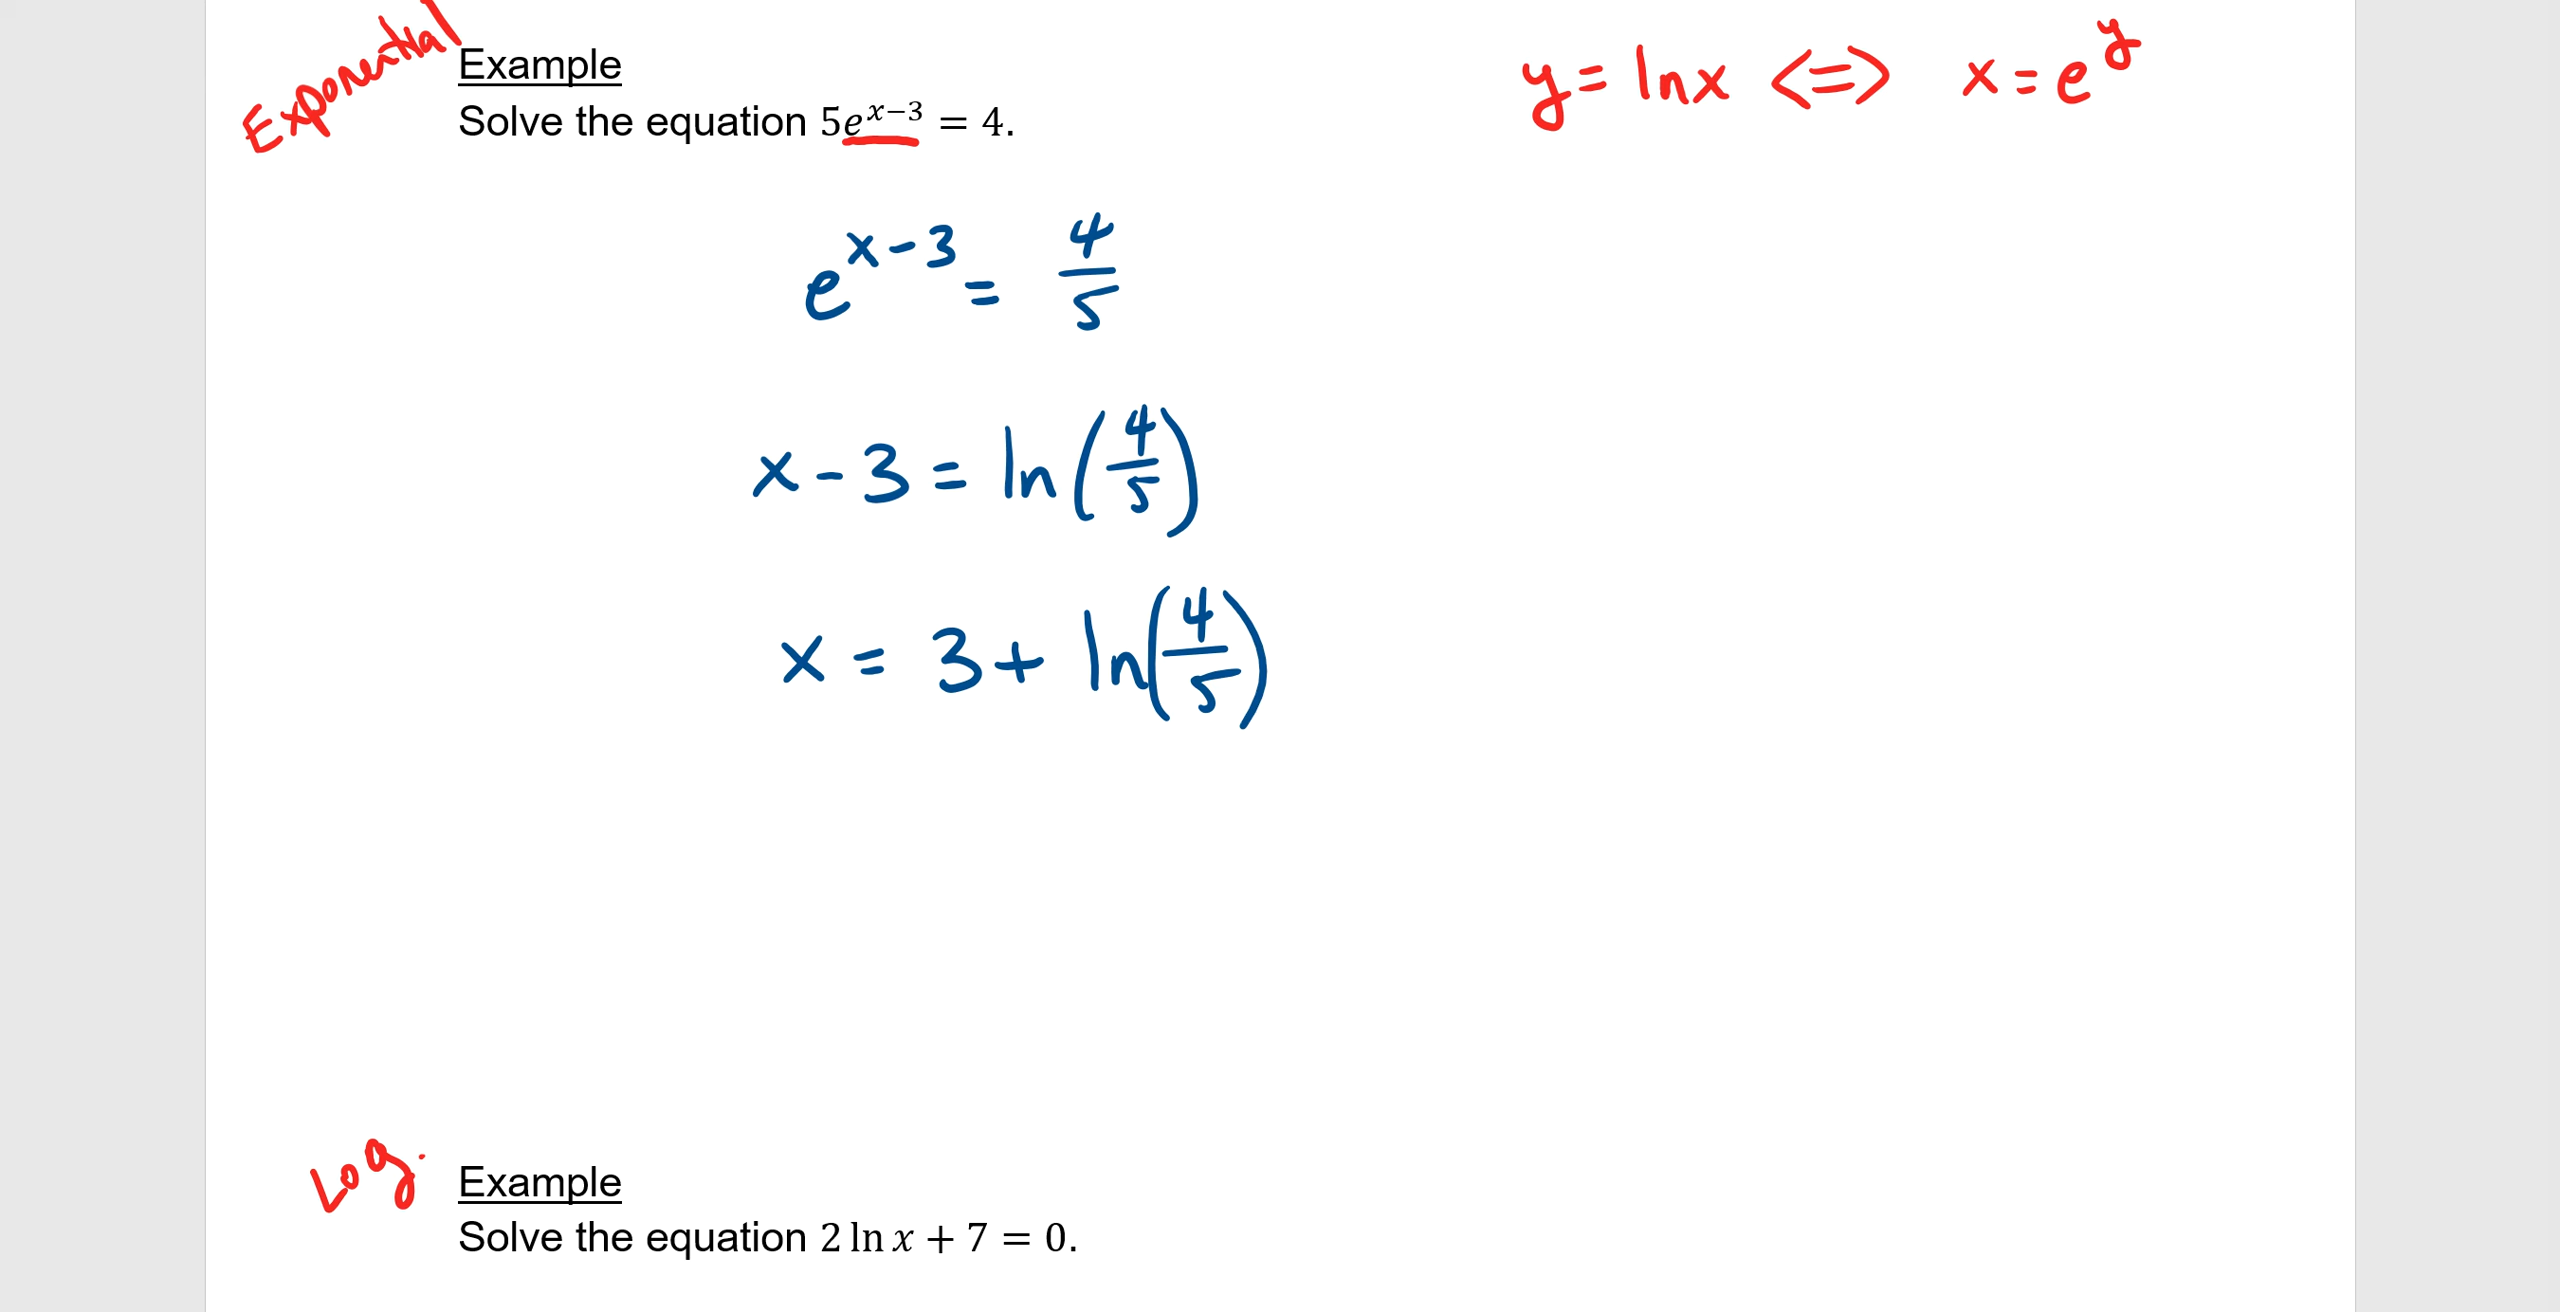 Exponential
Example
y = ln x <=> x = e^y
Solve the equation 5e^{x−3} = 4.
e^{x-3} = 4/5
x - 3 = ln(4/5)
x = 3 + ln(4/5)
Log.
Example
Solve the equation 2 ln x + 7 = 0.